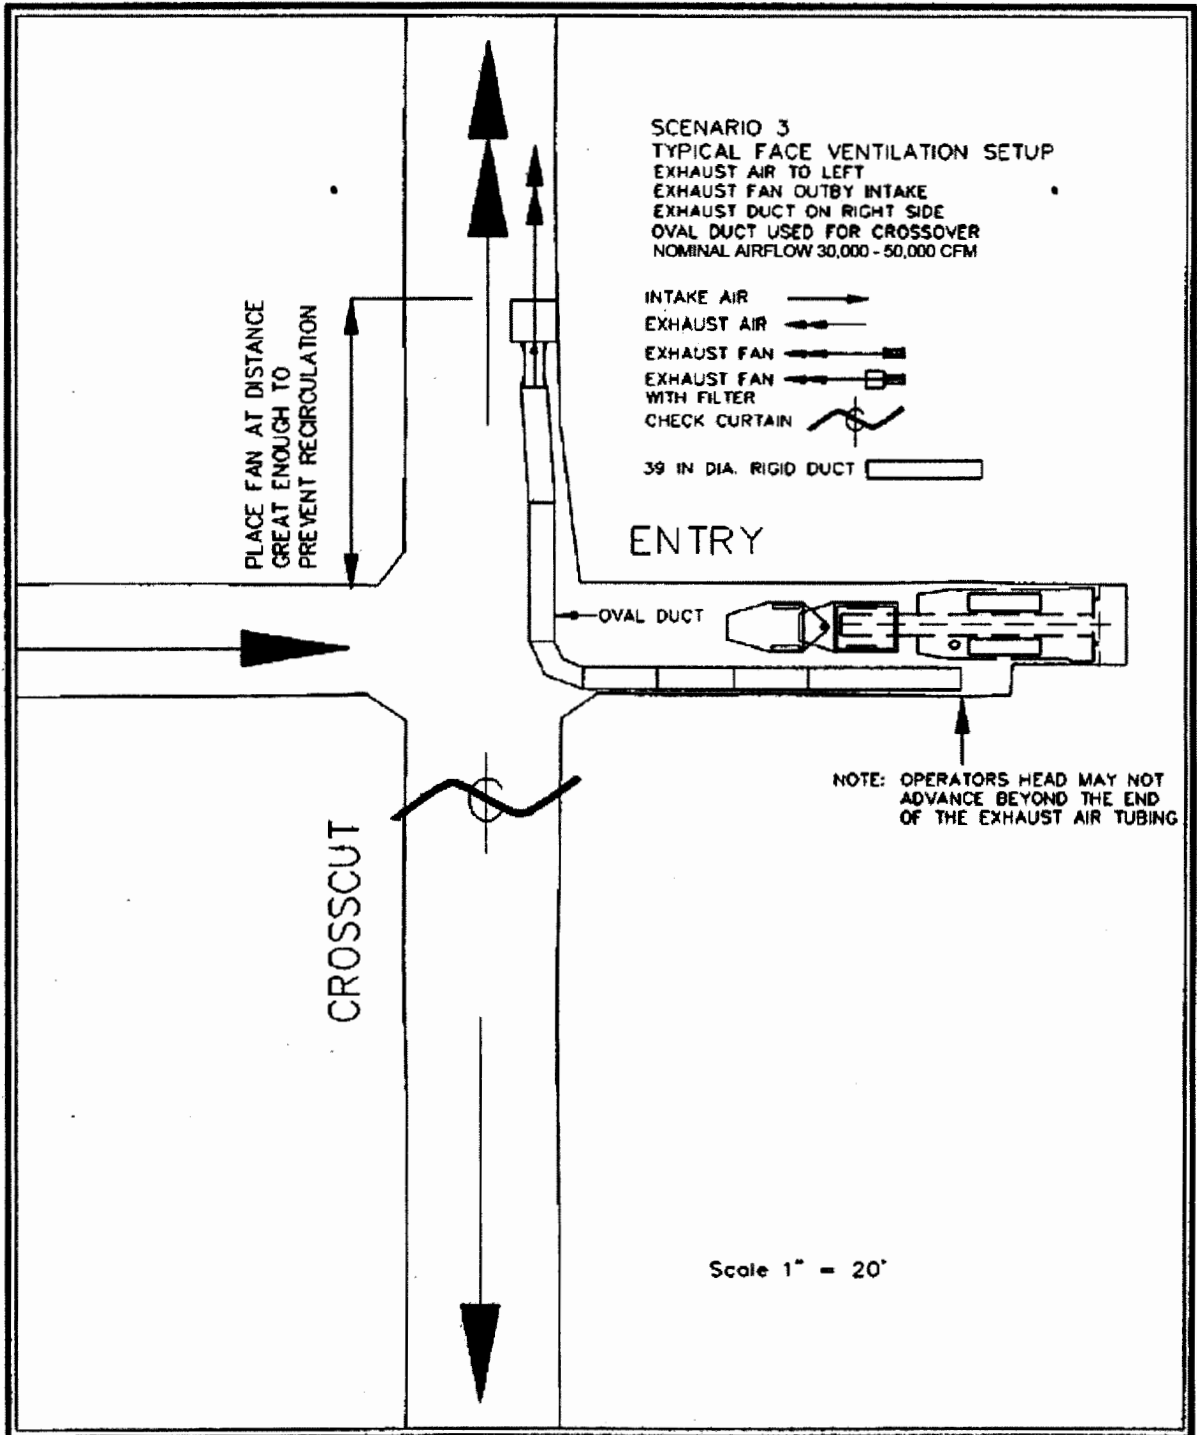 SCENARIO 3
TYPICAL FACE VENTILATION SETUP
EXHAUST AIR TO LEFT
EXHAUST FAN OUTBY INTAKE
EXHAUST DUCT ON RIGHT SIDE
OVAL DUCT USED FOR CROSSOVER
NOMINAL AIRFLOW 30,000 - 50,000 CFM
INTAKE AIR
EXHAUST AIR
EXHAUST FAN
EXHAUST FAN
WITH FILTER
CHECK CURTAIN
39 IN DIA. RIGID DUCT
PLACE FAN AT DISTANCE
GREAT ENOUGH TO
PREVENT RECIRCULATION
ENTRY
OVAL DUCT
NOTE: OPERATORS HEAD MAY NOT
ADVANCE BEYOND THE END
OF THE EXHAUST AIR TUBING
CROSSCUT
Scale 1" = 20'